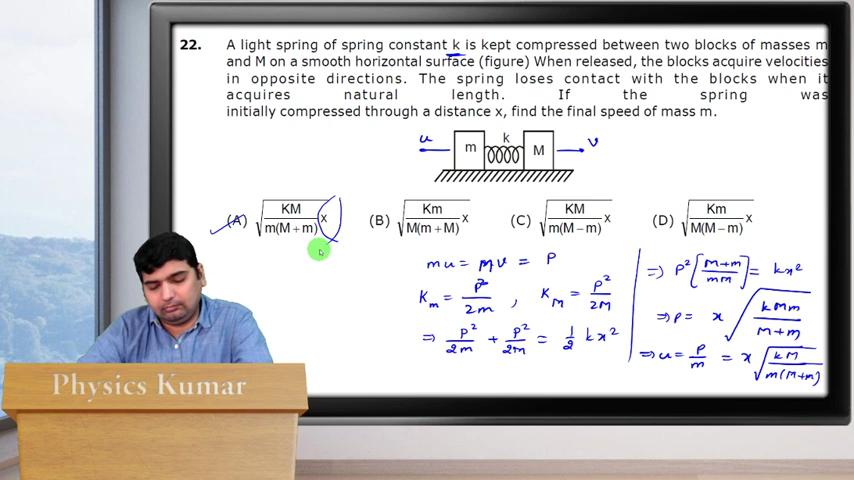 22. A light spring of spring constant k is kept compressed between two blocks of masses m
and M on a smooth horizontal surface (figure) When released, the blocks acquire velocities
in opposite directions. The spring loses contact with the blocks when it
acquires natural length. If the spring was
initially compressed through a distance x, find the final speed of mass m.
u m k M v
(A) √(KM/m(M+m)) x (B) √(Km/M(m+M)) x (C) √(KM/m(M−m)) x (D) √(Km/M(M−m)) x
mu = Mv = P
K_m = P²/2m , K_M = P²/2M
⇒ P²/2m + P²/2M = 1/2 kx²
⇒ P² [M+m/mM] = kx²
⇒ P = x √(kMm/M+m)
⇒ u = P/m = x √(kM/m(M+m))
Physics Kumar